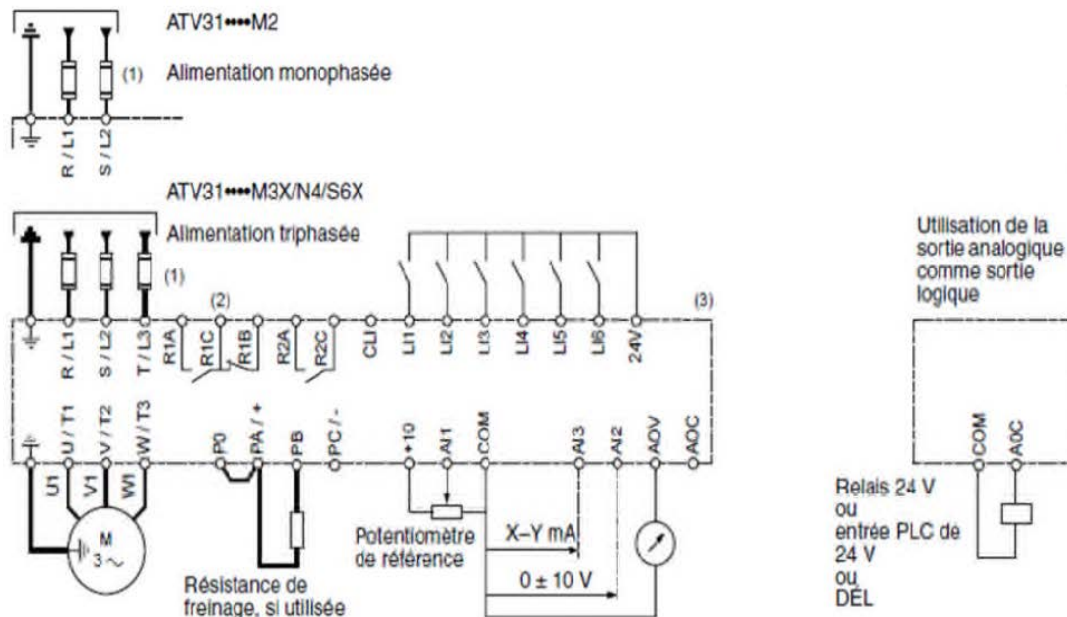 ATV31••••M2
(1) Alimentation monophasée
R / L1
S / L2
ATV31••••M3X/N4/S6X
Alimentation triphasée
(1)
(2)
(3)
R / L1
S / L2
T / L3
R1A
R1C
R1B
R2A
R2C
CLI
LI1
LI2
LI3
LI4
LI5
LI6
24V
U / T1
V / T2
W / T3
P0
PA / +
PB
PC / -
+10
AI1
COM
AI3
AI2
AOV
AOC
U1
V1
W1
M
3 ~
Potentiomètre
de référence
X–Y mA
0 ± 10 V
Résistance de
freinage, si utilisée
Utilisation de la
sortie analogique
comme sortie
logique
COM
A0C
Relais 24 V
ou
entrée PLC de
24 V
ou
DÉL